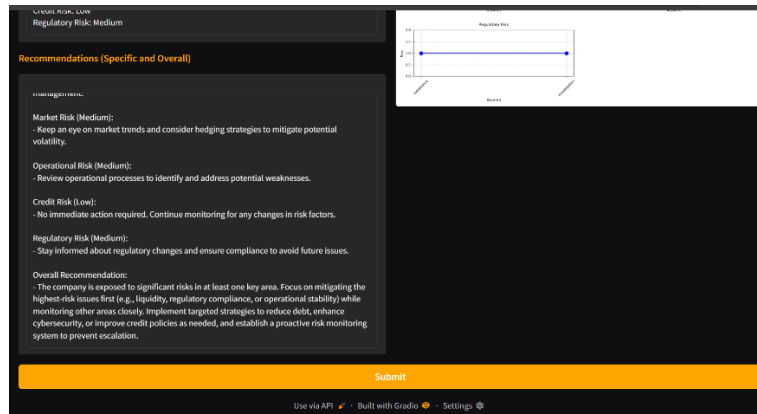 Credit Risk: Low
Regulatory Risk: Medium
Regulatory Risk
Recommendations (Specific and Overall)
management.
Market Risk (Medium):
- Keep an eye on market trends and consider hedging strategies to mitigate potential
volatility.
Operational Risk (Medium):
- Review operational processes to identify and address potential weaknesses.
Credit Risk (Low):
- No immediate action required. Continue monitoring for any changes in risk factors.
Regulatory Risk (Medium):
- Stay informed about regulatory changes and ensure compliance to avoid future issues.
Overall Recommendation:
- The company is exposed to significant risks in at least one key area. Focus on mitigating the
highest-risk issues first (e.g., liquidity, regulatory compliance, or operational stability) while
monitoring other areas closely. Implement targeted strategies to reduce debt, enhance
cybersecurity, or improve credit policies as needed, and establish a proactive risk monitoring
system to prevent escalation.
Submit
Use via API · Built with Gradio · Settings